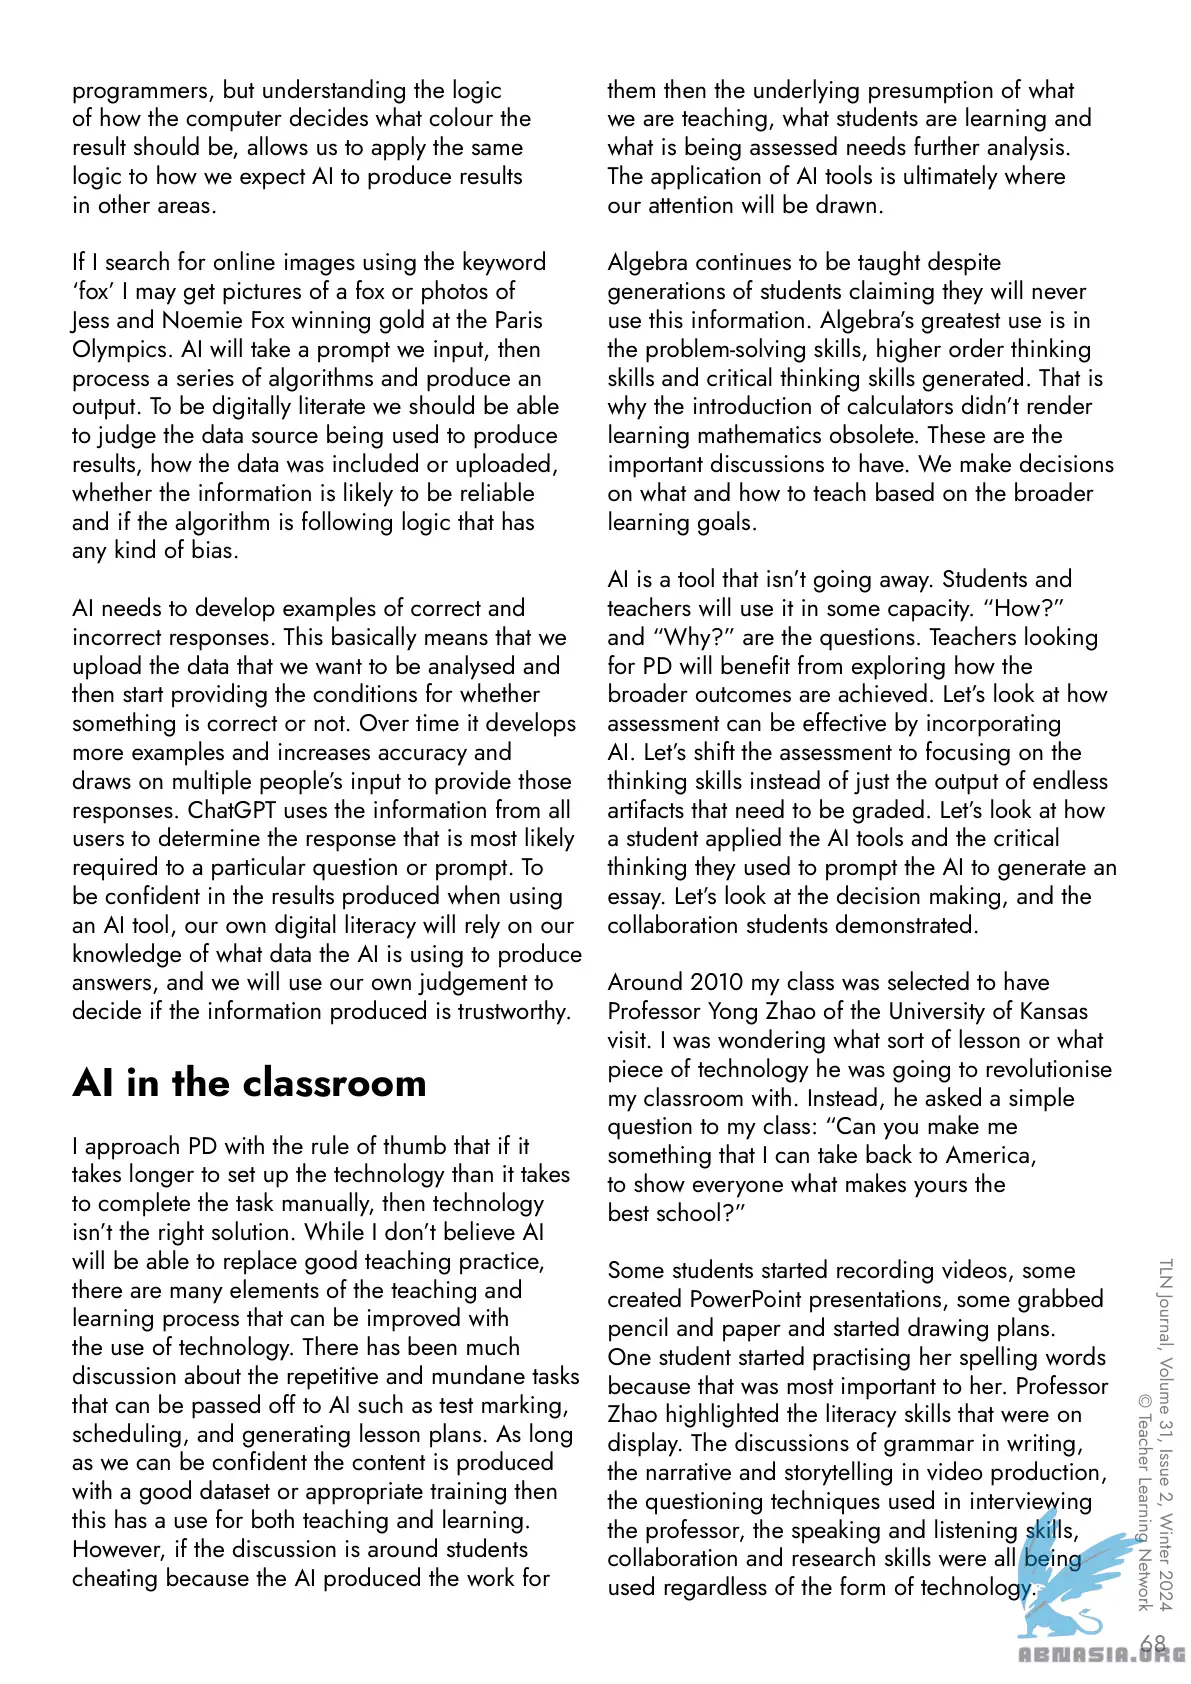 programmers, but understanding the logic
of how the computer decides what colour the
result should be, allows us to apply the same
logic to how we expect AI to produce results
in other areas.
If I search for online images using the keyword
‘fox’ I may get pictures of a fox or photos of
Jess and Noemie Fox winning gold at the Paris
Olympics. AI will take a prompt we input, then
process a series of algorithms and produce an
output. To be digitally literate we should be able
to judge the data source being used to produce
results, how the data was included or uploaded,
whether the information is likely to be reliable
and if the algorithm is following logic that has
any kind of bias.
AI needs to develop examples of correct and
incorrect responses. This basically means that we
upload the data that we want to be analysed and
then start providing the conditions for whether
something is correct or not. Over time it develops
more examples and increases accuracy and
draws on multiple people’s input to provide those
responses. ChatGPT uses the information from all
users to determine the response that is most likely
required to a particular question or prompt. To
be confident in the results produced when using
an AI tool, our own digital literacy will rely on our
knowledge of what data the AI is using to produce
answers, and we will use our own judgement to
decide if the information produced is trustworthy.
AI in the classroom
I approach PD with the rule of thumb that if it
takes longer to set up the technology than it takes
to complete the task manually, then technology
isn’t the right solution. While I don’t believe AI
will be able to replace good teaching practice,
there are many elements of the teaching and
learning process that can be improved with
the use of technology. There has been much
discussion about the repetitive and mundane tasks
that can be passed off to AI such as test marking,
scheduling, and generating lesson plans. As long
as we can be confident the content is produced
with a good dataset or appropriate training then
this has a use for both teaching and learning.
However, if the discussion is around students
cheating because the AI produced the work for
them then the underlying presumption of what
we are teaching, what students are learning and
what is being assessed needs further analysis.
The application of AI tools is ultimately where
our attention will be drawn.
Algebra continues to be taught despite
generations of students claiming they will never
use this information. Algebra’s greatest use is in
the problem-solving skills, higher order thinking
skills and critical thinking skills generated. That is
why the introduction of calculators didn’t render
learning mathematics obsolete. These are the
important discussions to have. We make decisions
on what and how to teach based on the broader
learning goals.
AI is a tool that isn’t going away. Students and
teachers will use it in some capacity. “How?”
and “Why?” are the questions. Teachers looking
for PD will benefit from exploring how the
broader outcomes are achieved. Let’s look at how
assessment can be effective by incorporating
AI. Let’s shift the assessment to focusing on the
thinking skills instead of just the output of endless
artifacts that need to be graded. Let’s look at how
a student applied the AI tools and the critical
thinking they used to prompt the AI to generate an
essay. Let’s look at the decision making, and the
collaboration students demonstrated.
Around 2010 my class was selected to have
Professor Yong Zhao of the University of Kansas
visit. I was wondering what sort of lesson or what
piece of technology he was going to revolutionise
my classroom with. Instead, he asked a simple
question to my class: “Can you make me
something that I can take back to America,
to show everyone what makes yours the
best school?”
Some students started recording videos, some
created PowerPoint presentations, some grabbed
pencil and paper and started drawing plans.
One student started practising her spelling words
because that was most important to her. Professor
Zhao highlighted the literacy skills that were on
display. The discussions of grammar in writing,
the narrative and storytelling in video production,
the questioning techniques used in interviewing
the professor, the speaking and listening skills,
collaboration and research skills were all being
used regardless of the form of technology.
TLN Journal, Volume 31, Issue 2, Winter 2024
© Teacher Learning Network
68
ABNASIA.ORG